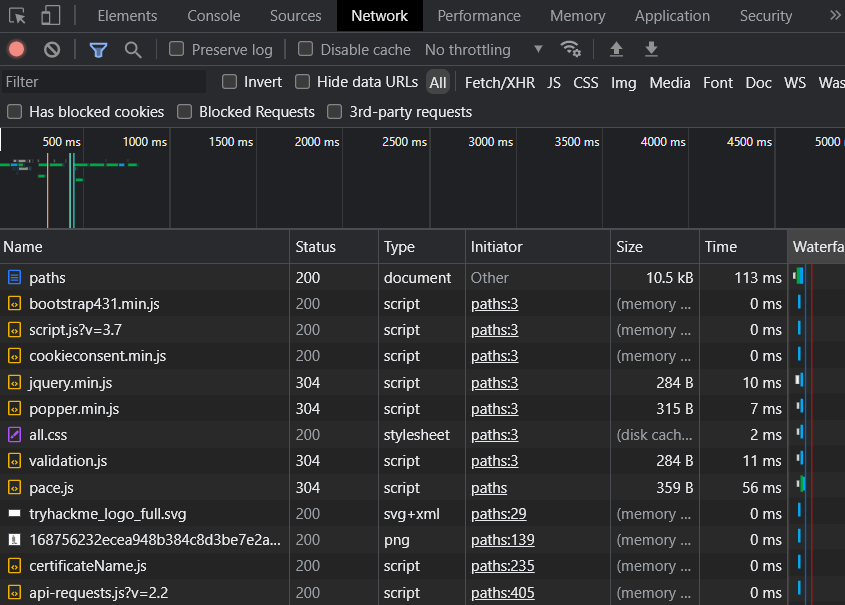 Elements Console Sources Network Performance Memory Application Security
Preserve log Disable cache No throttling
Filter Invert Hide data URLs All Fetch/XHR JS CSS Img Media Font Doc WS Was
Has blocked cookies Blocked Requests 3rd-party requests
500 ms 1000 ms 1500 ms 2000 ms 2500 ms 3000 ms 3500 ms 4000 ms 4500 ms 5000
Name Status Type Initiator Size Time Waterfa
paths 200 document Other 10.5 kB 113 ms
bootstrap431.min.js 200 script paths:3 (memory ... 0 ms
script.js?v=3.7 200 script paths:3 (memory ... 0 ms
cookieconsent.min.js 200 script paths:3 (memory ... 0 ms
jquery.min.js 304 script paths:3 284 B 10 ms
popper.min.js 304 script paths:3 315 B 7 ms
all.css 200 stylesheet paths:3 (disk cach... 2 ms
validation.js 304 script paths:3 284 B 11 ms
pace.js 304 script paths 359 B 56 ms
tryhackme_logo_full.svg 200 svg+xml paths:29 (memory ... 0 ms
168756232ecea948b384c8d3be7e2a... 200 png paths:139 (memory ... 0 ms
certificateName.js 200 script paths:235 (memory ... 0 ms
api-requests.js?v=2.2 200 script paths:405 (memory ... 0 ms